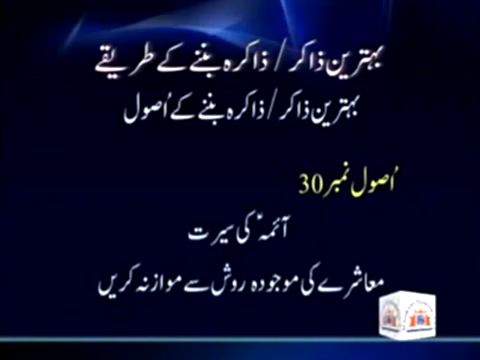 بہترین ذاکر / ذاکرہ بننے کے طریقے
بہترین ذاکر / ذاکرہ بننے کے اُصول
اُصول نمبر 30
آئمہؑ کی سیرت
معاشرے کی موجودہ روش سے موازنہ کریں